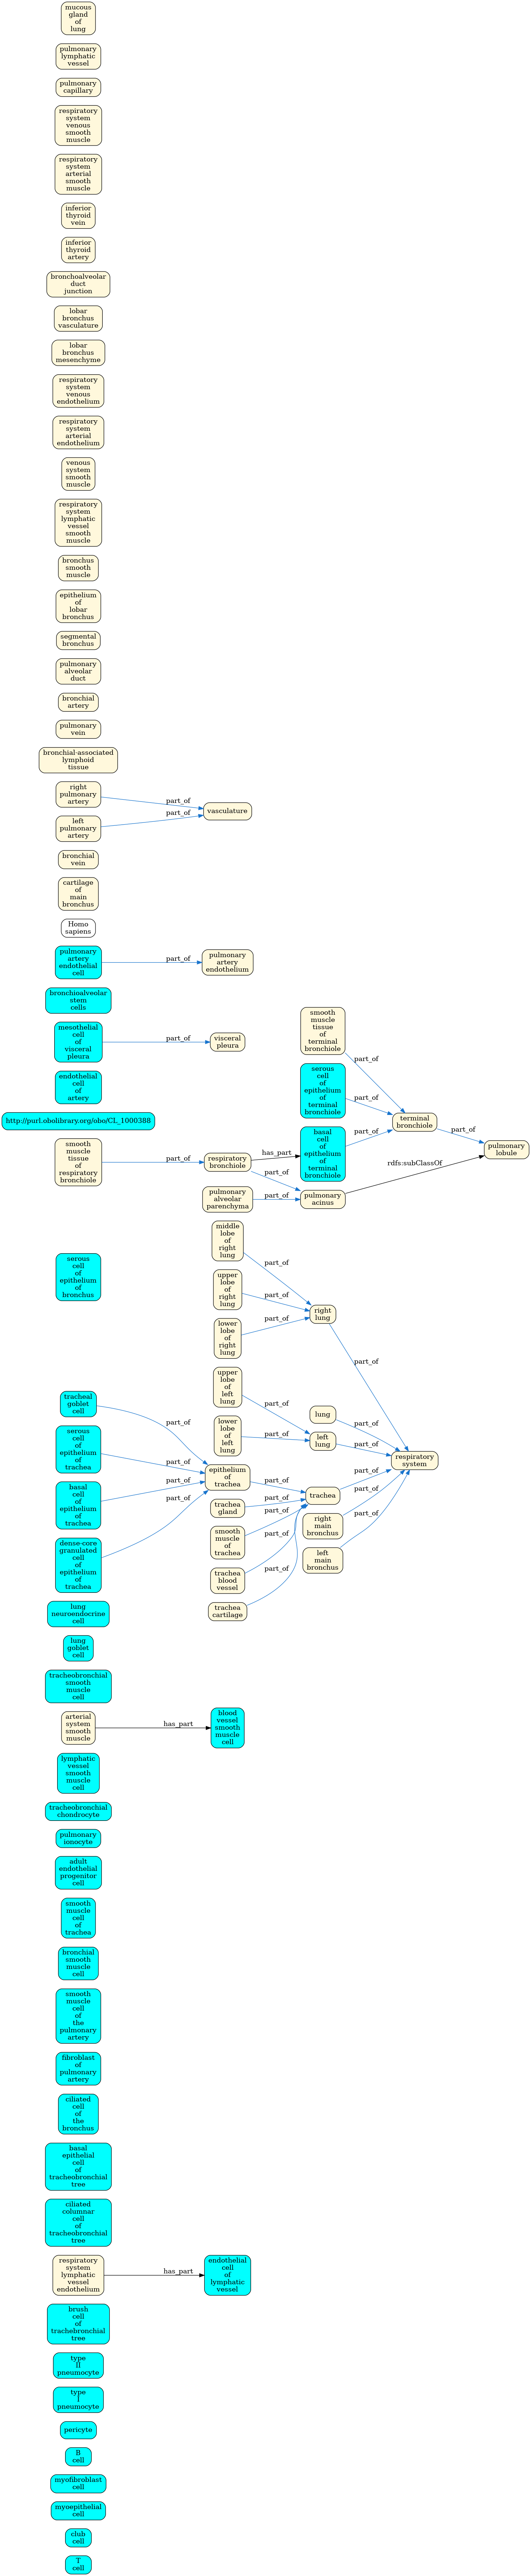 mucous
gland
of
lung
pulmonary
lymphatic
vessel
pulmonary
capillary
respiratory
system
venous
smooth
muscle
respiratory
system
arterial
smooth
muscle
inferior
thyroid
vein
inferior
thyroid
artery
bronchoalveolar
duct
junction
lobar
bronchus
vasculature
lobar
bronchus
mesenchyme
respiratory
system
venous
endothelium
respiratory
system
arterial
endothelium
venous
system
smooth
muscle
respiratory
system
lymphatic
vessel
smooth
muscle
bronchus
smooth
muscle
epithelium
of
lobar
bronchus
segmental
bronchus
pulmonary
alveolar
duct
bronchial
artery
pulmonary
vein
bronchial-associated
lymphoid
tissue
right
pulmonary
artery
part_of
vasculature
left
pulmonary
artery
part_of
bronchial
vein
cartilage
of
main
bronchus
Homo
sapiens
pulmonary
artery
endothelial
cell
part_of
pulmonary
artery
endothelium
bronchioalveolar
stem
cells
mesothelial
cell
of
visceral
pleura
part_of
visceral
pleura
smooth
muscle
tissue
of
terminal
bronchiole
part_of
endothelial
cell
of
artery
serous
cell
of
epithelium
of
terminal
bronchiole
part_of
http://purl.obolibrary.org/obo/CL_1000388
terminal
bronchiole
part_of
pulmonary
lobule
basal
cell
of
epithelium
of
terminal
bronchiole
part_of
smooth
muscle
tissue
of
respiratory
bronchiole
part_of
respiratory
bronchiole
has_part
part_of
rdfs:subClassOf
pulmonary
alveolar
parenchyma
part_of
pulmonary
acinus
middle
lobe
of
right
lung
part_of
serous
cell
of
epithelium
of
bronchus
upper
lobe
of
right
lung
part_of
right
lung
part_of
lower
lobe
of
right
lung
part_of
upper
lobe
of
left
lung
part_of
tracheal
goblet
cell
part_of
lower
lobe
of
left
lung
part_of
lung
part_of
left
lung
part_of
respiratory
system
serous
cell
of
epithelium
of
trachea
part_of
epithelium
of
trachea
part_of
basal
cell
of
epithelium
of
trachea
part_of
trachea
gland
part_of
trachea
part_of
dense-core
granulated
cell
of
epithelium
of
trachea
part_of
smooth
muscle
of
trachea
part_of
right
main
bronchus
part_of
trachea
blood
vessel
part_of
left
main
bronchus
part_of
trachea
cartilage
part_of
lung
neuroendocrine
cell
lung
goblet
cell
tracheobronchial
smooth
muscle
cell
arterial
system
smooth
muscle
has_part
blood
vessel
smooth
muscle
cell
lymphatic
vessel
smooth
muscle
cell
tracheobronchial
chondrocyte
pulmonary
ionocyte
adult
endothelial
progenitor
cell
smooth
muscle
cell
of
trachea
bronchial
smooth
muscle
cell
smooth
muscle
cell
of
the
pulmonary
artery
fibroblast
of
pulmonary
artery
ciliated
cell
of
the
bronchus
basal
epithelial
cell
of
tracheobronchial
tree
ciliated
columnar
cell
of
tracheobronchial
tree
respiratory
system
lymphatic
vessel
endothelium
has_part
endothelial
cell
of
lymphatic
vessel
brush
cell
of
trachebronchial
tree
type
II
pneumocyte
type
I
pneumocyte
pericyte
B
cell
myofibroblast
cell
myoepithelial
cell
club
cell
T
cell